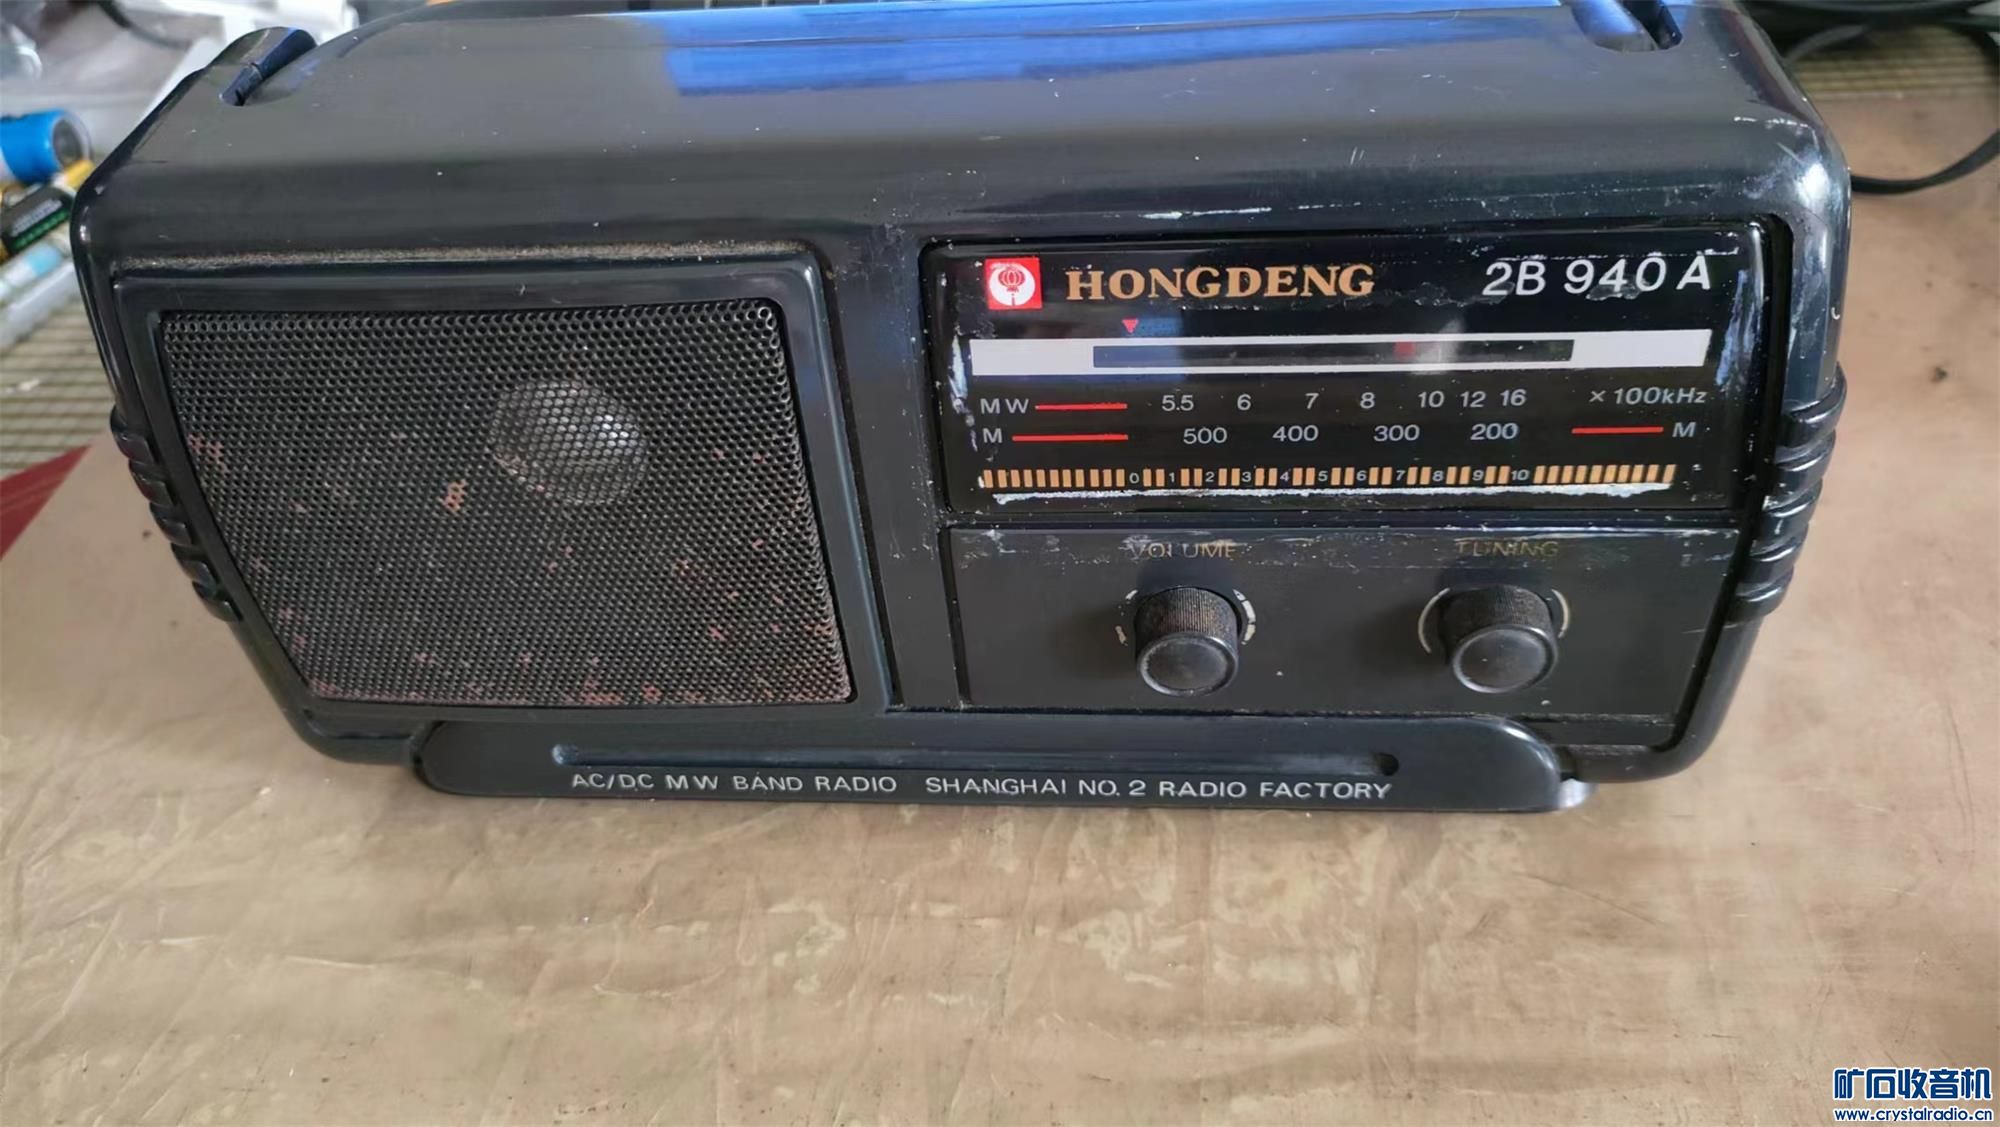 HONGDENG 2B 940 A
MW 5.5 6 7 8 10 12 16 ×100kHz
M 500 400 300 200 M
0 1 2 3 4 5 6 7 8 9 10
VOLUME TUNING
AC/DC MW BAND RADIO SHANGHAI NO. 2 RADIO FACTORY
矿石收音机
www.crystalradio.cn